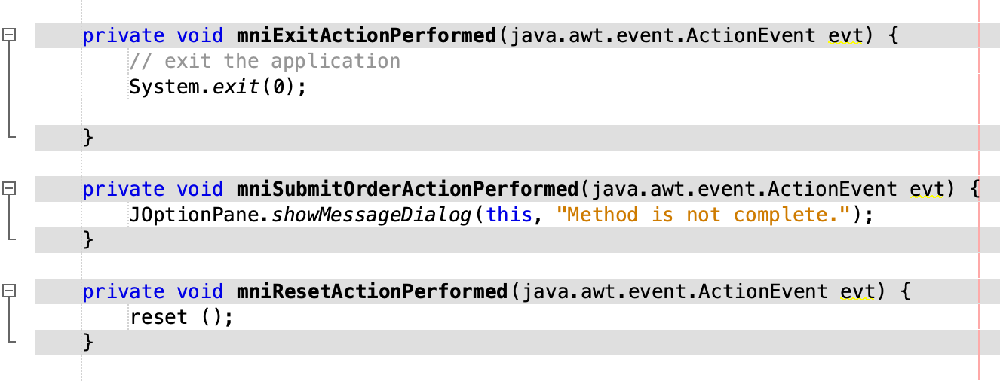 private void mniExitActionPerformed(java.awt.event.ActionEvent evt) {
// exit the application
System.exit(0);
}
private void mniSubmitOrderActionPerformed(java.awt.event.ActionEvent evt) {
JOptionPane.showMessageDialog(this, "Method is not complete.");
}
private void mniResetActionPerformed(java.awt.event.ActionEvent evt) {
reset ();
}